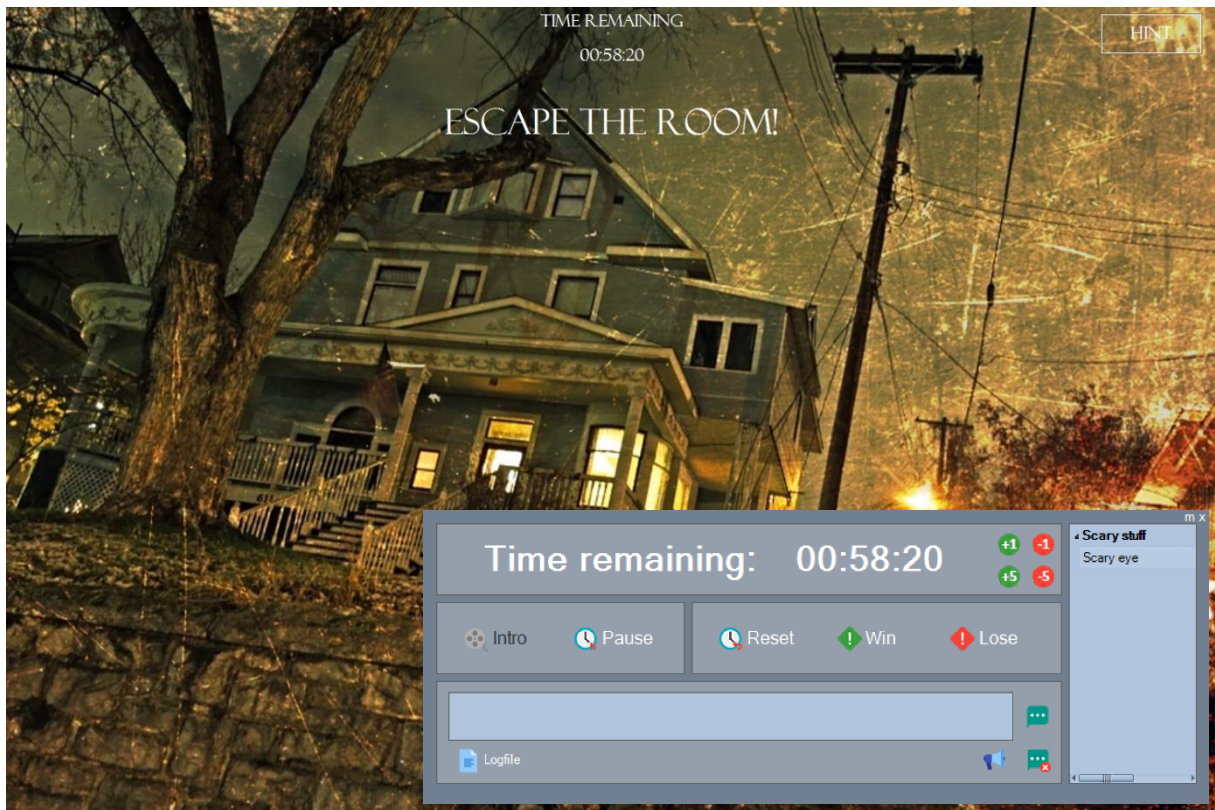 TIME REMAINING
00:58:20
HINT
ESCAPE THE ROOM!
m x
Time remaining: 00:58:20
+1 -1
+5 -5
Scary stuff
Scary eye
Intro Pause Reset Win Lose
Logfile